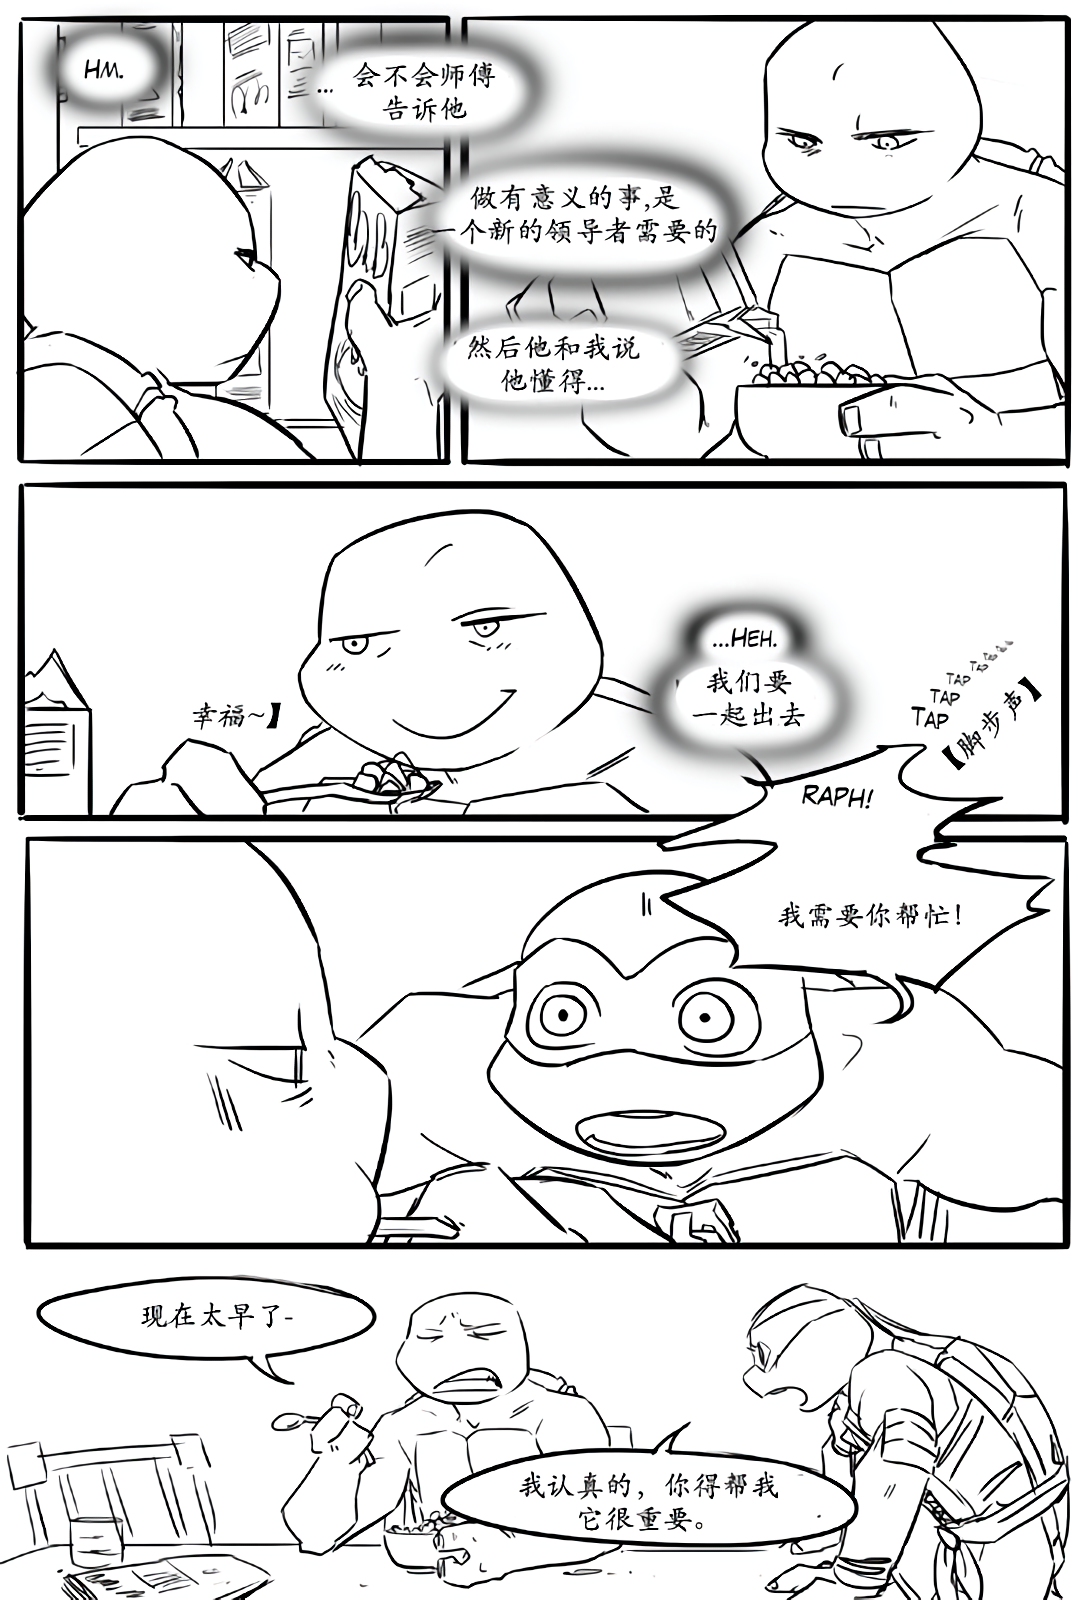 HM.
... 会不会师傅
告诉他
做有意义的事,是
一个新的领导者需要的
然后他和我说
他懂得...
幸福~】
...HEH.
我们要
一起出去
TAP
TAP
TAP
TAP
TAP
TAP
【脚步声】
RAPH!
我需要你帮忙!
现在太早了-
我认真的，你得帮我
它很重要。